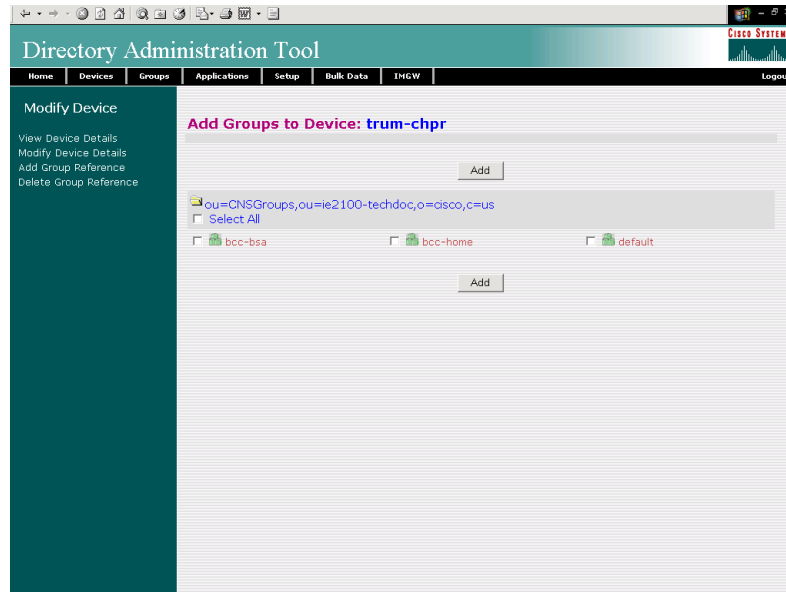 CISCO SYSTEM
Directory Administration Tool
Home Devices Groups Applications Setup Bulk Data IMGW Logou
Modify Device
View Device Details
Modify Device Details
Add Group Reference
Delete Group Reference
Add Groups to Device: trum-chpr
Add
ou=CNSGroups,ou=ie2100-techdoc,o=cisco,c=us
Select All
bcc-bsa bcc-home default
Add